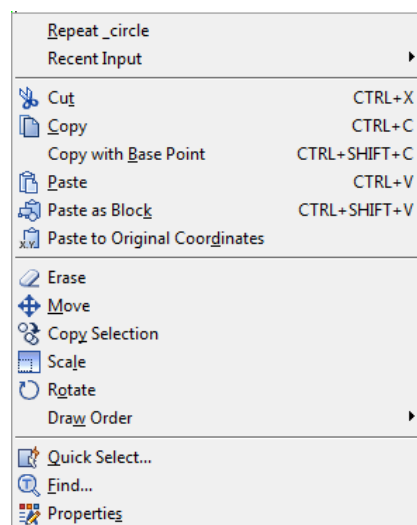 Repeat _circle
Recent Input
Cut CTRL+X
Copy CTRL+C
Copy with Base Point CTRL+SHIFT+C
Paste CTRL+V
Paste as Block CTRL+SHIFT+V
Paste to Original Coordinates
Erase
Move
Copy Selection
Scale
Rotate
Draw Order
Quick Select...
Find...
Properties